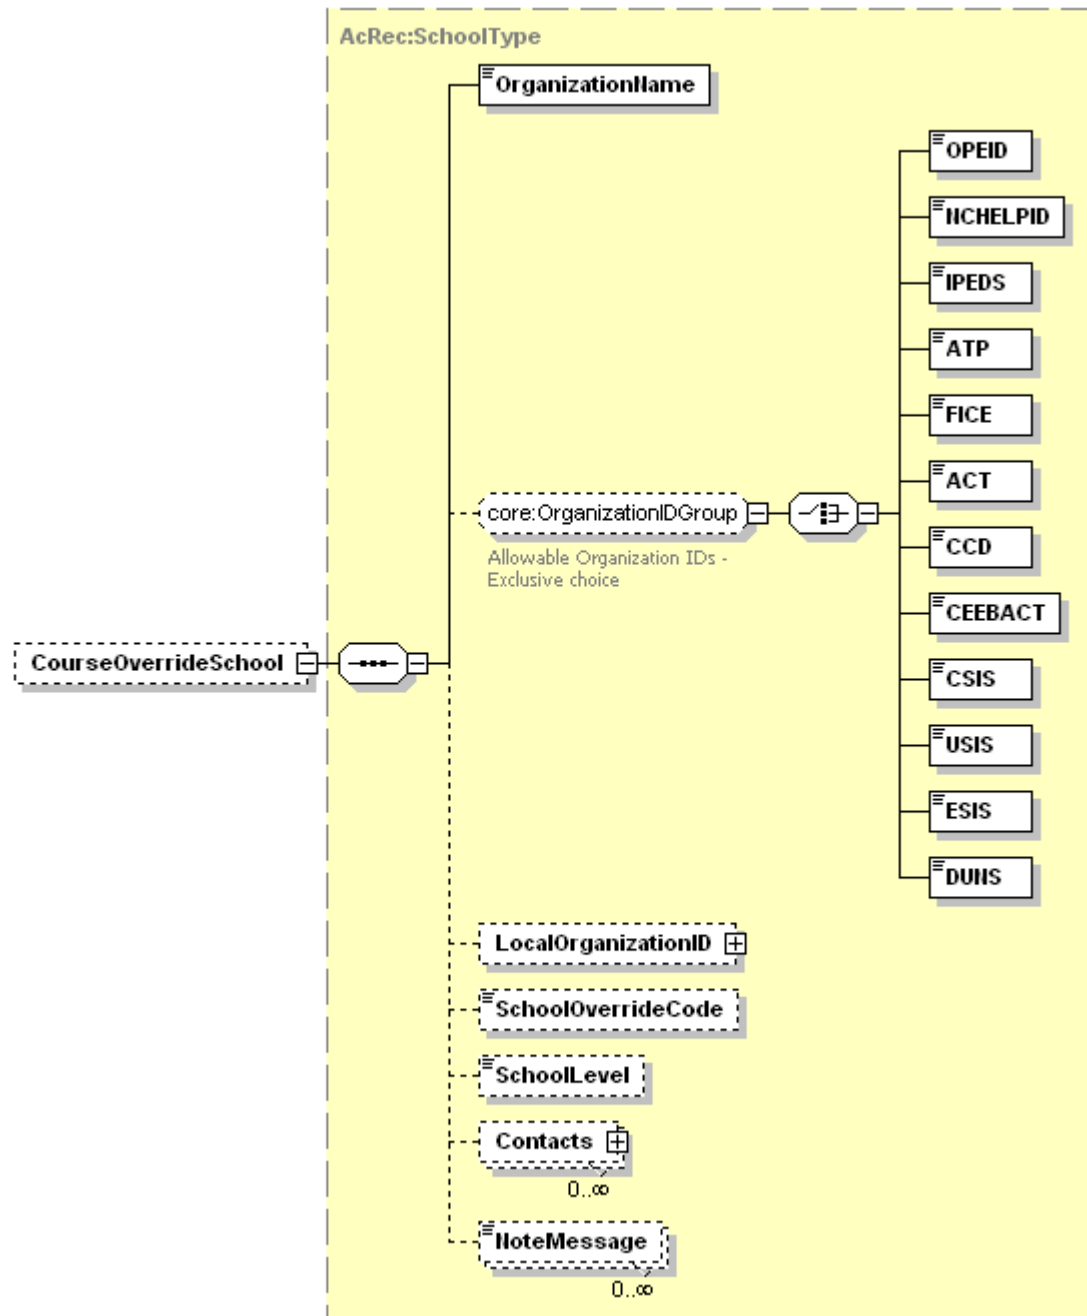 AcRec:SchoolType
OrganizationName
OPEID
NCHELPID
IPEDS
ATP
FICE
ACT
core:OrganizationIDGroup
Allowable Organization IDs -
Exclusive choice
CCD
CEEBACT
CourseOverrideSchool
CSIS
USIS
ESIS
DUNS
LocalOrganizationID
SchoolOverrideCode
SchoolLevel
Contacts
0..∞
NoteMessage
0..∞